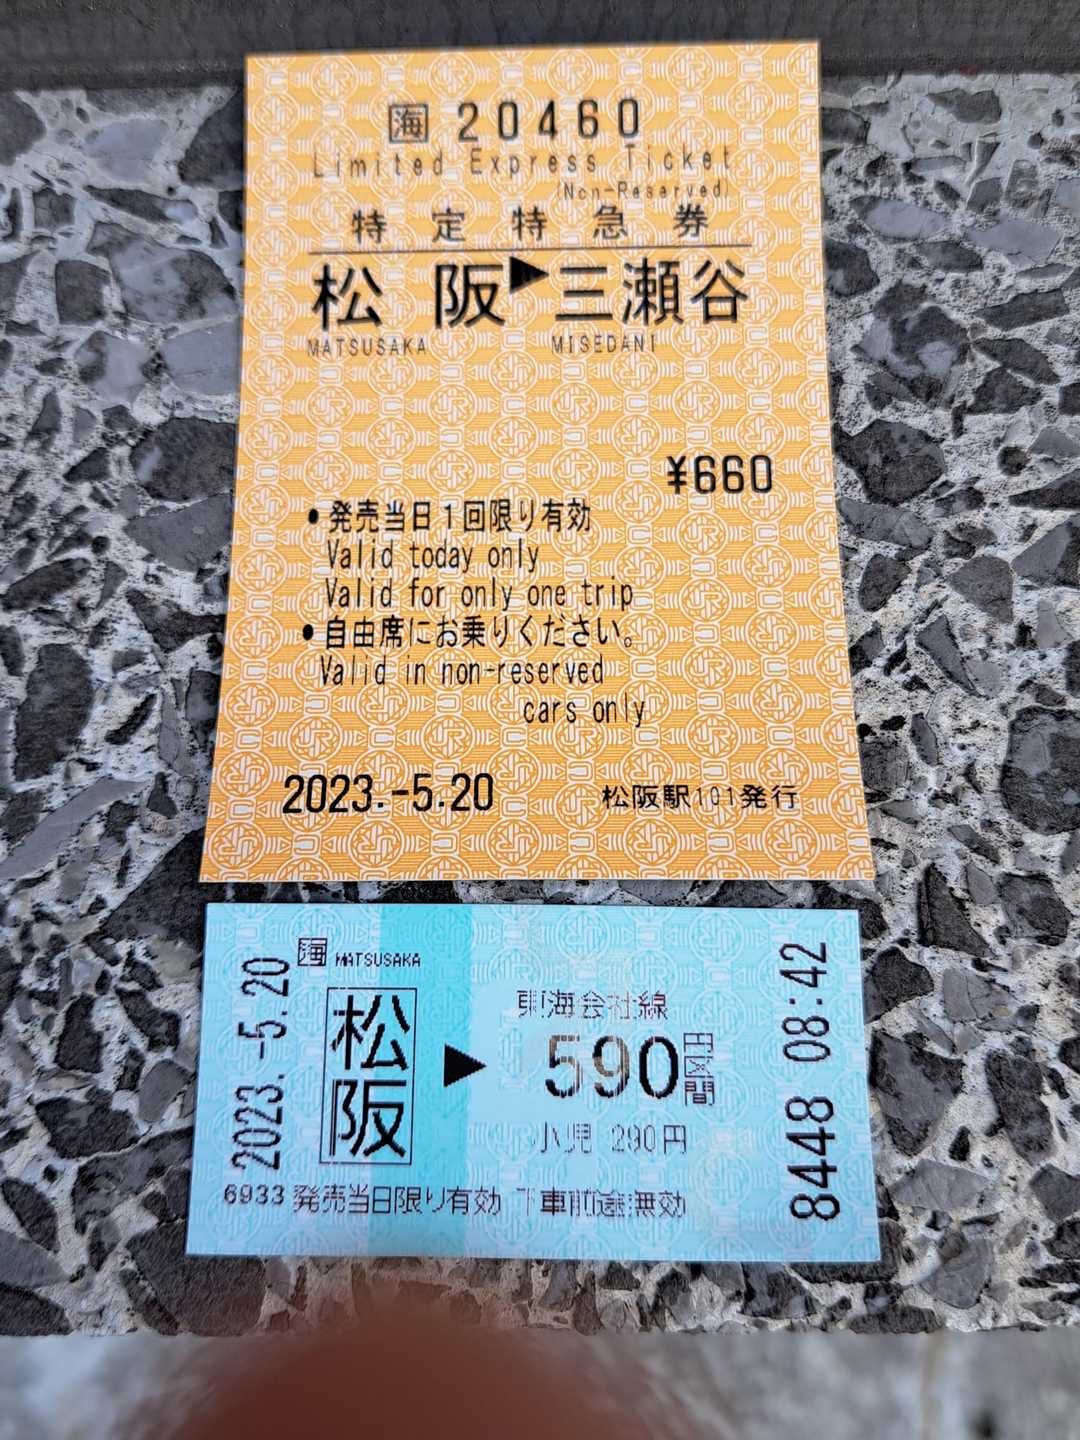 海 20460
Limited Express Ticket
(Non-Reserved)
特定特急券
松阪▶三瀬谷
MATSUSAKA MISEDANI
¥660
•発売当日1回限り有効
Valid today only
Valid for only one trip
•自由席にお乗りください。
Valid in non-reserved
cars only
2023.-5.20 松阪駅101発行
2023.-5.20
海 MATSUSAKA
松阪 ▶
東海会社線
590円区間
小児 290円
6933 発売当日限り有効 下車前途無効
8448 08:42